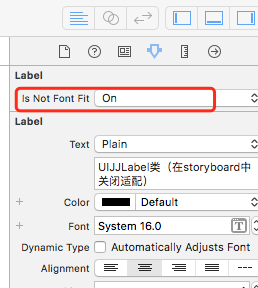 Label
Is Not Font Fit On
Label
Text Plain
UIJJLabel类（在storyboard中
关闭适配）
+ Color Default
+ Font System 16.0 T
Dynamic Type Automatically Adjusts Font
Alignment ---